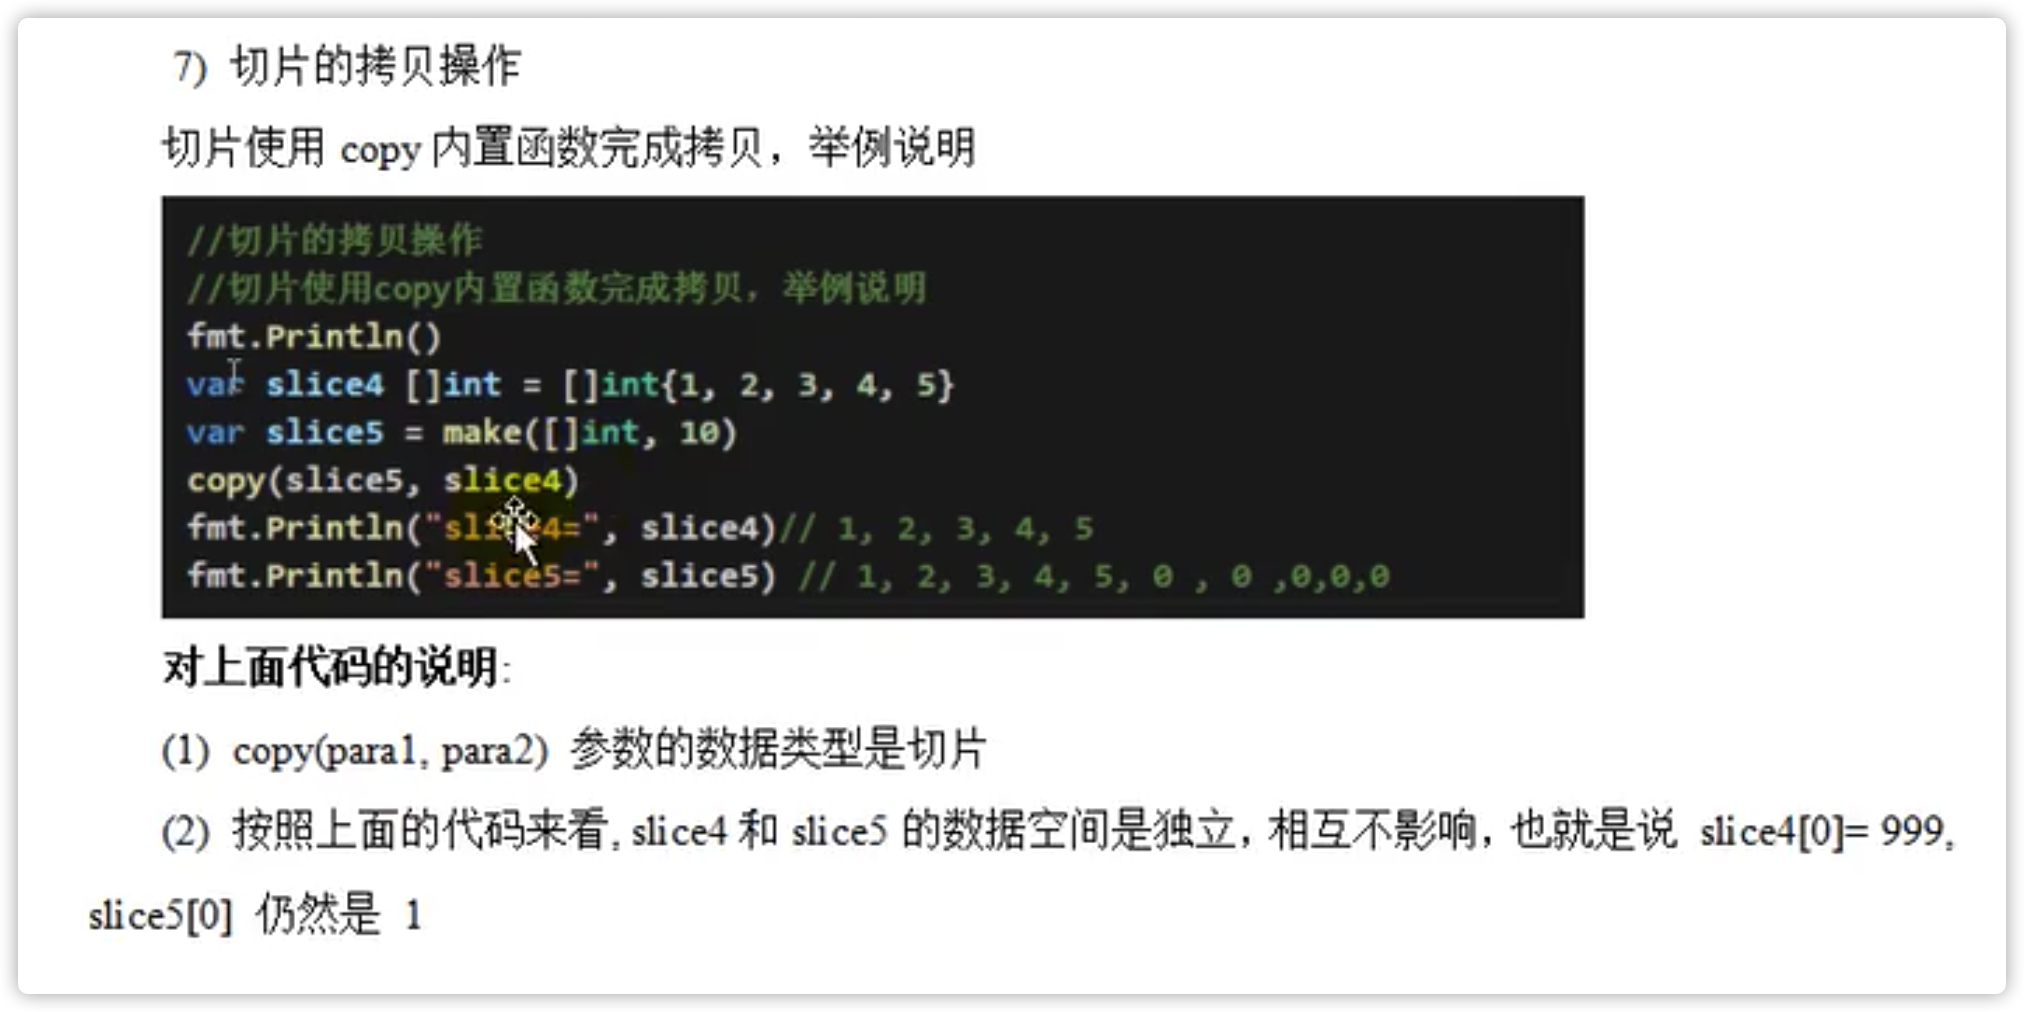 7) 切片的拷贝操作
切片使用 copy 内置函数完成拷贝，举例说明
//切片的拷贝操作
//切片使用copy内置函数完成拷贝，举例说明
fmt.Println()
var slice4 []int = []int{1, 2, 3, 4, 5}
var slice5 = make([]int, 10)
copy(slice5, slice4)
fmt.Println("slice4=", slice4)// 1, 2, 3, 4, 5
fmt.Println("slice5=", slice5) // 1, 2, 3, 4, 5, 0 , 0 ,0,0,0
对上面代码的说明:
(1) copy(para1, para2) 参数的数据类型是切片
(2) 按照上面的代码来看, slice4 和 slice5 的数据空间是独立，相互不影响，也就是说 slice4[0]= 999,
slice5[0] 仍然是 1